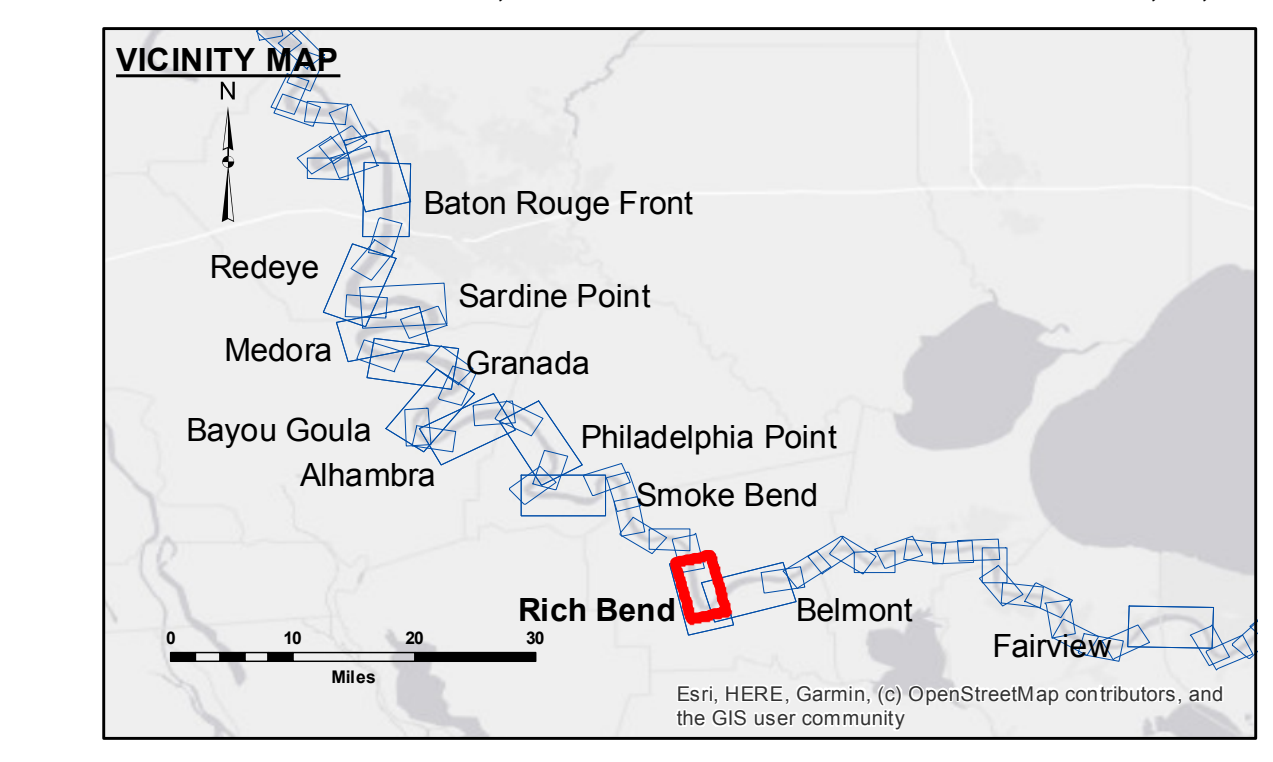 VICINITY MAP
N
Baton Rouge Front
Redeye
Sardine Point
Medora
Granada
Bayou Goula
Philadelphia Point
Alhambra
Smoke Bend
Rich Bend
Belmont
Fairview
0 10 20 30
Miles
Esri, HERE, Garmin, (c) OpenStreetMap contributors, and
the GIS user community